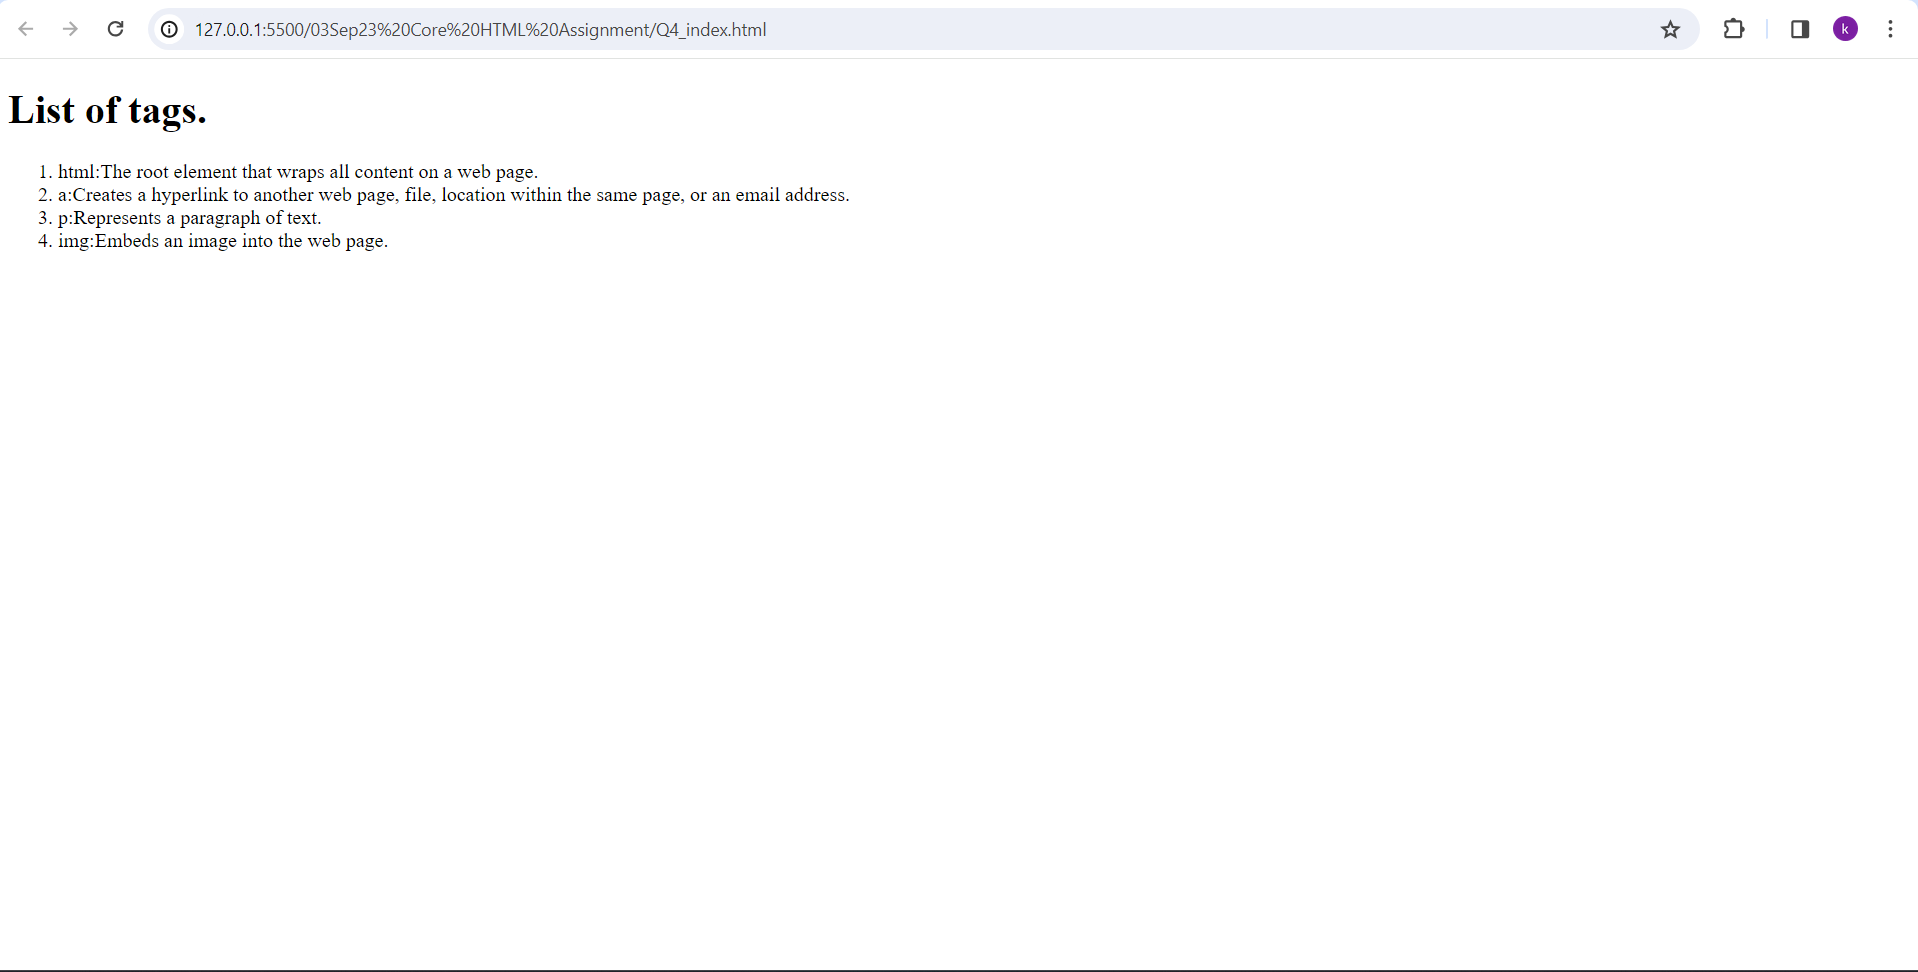 127.0.0.1:5500/03Sep23%20Core%20HTML%20Assignment/Q4_index.html
k
List of tags.
1. html:The root element that wraps all content on a web page.
2. a:Creates a hyperlink to another web page, file, location within the same page, or an email address.
3. p:Represents a paragraph of text.
4. img:Embeds an image into the web page.